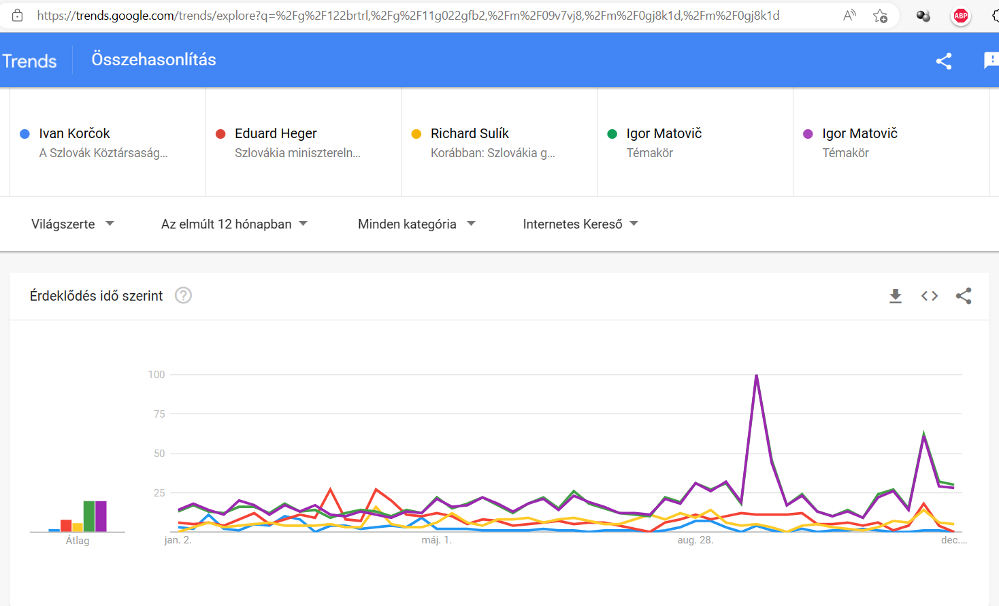 https://trends.google.com/trends/explore?q=%2Fg%2F122brtrl,%2Fg%2F11g022gfb2,%2Fm%2F09v7vj8,%2Fm%2F0gj8k1d,%2Fm%2F0gj8k1d
ABP
Trends
Összehasonlítás
Ivan Korčok
A Szlovák Köztársaság...
Eduard Heger
Szlovákia minisztereln...
Richard Sulík
Korábban: Szlovákia g...
Igor Matovič
Témakör
Igor Matovič
Témakör
Világszerte
Az elmúlt 12 hónapban
Minden kategória
Internetes Kereső
Érdeklődés idő szerint
100
75
50
25
Átlag
jan. 2.
máj. 1.
aug. 28.
dec....